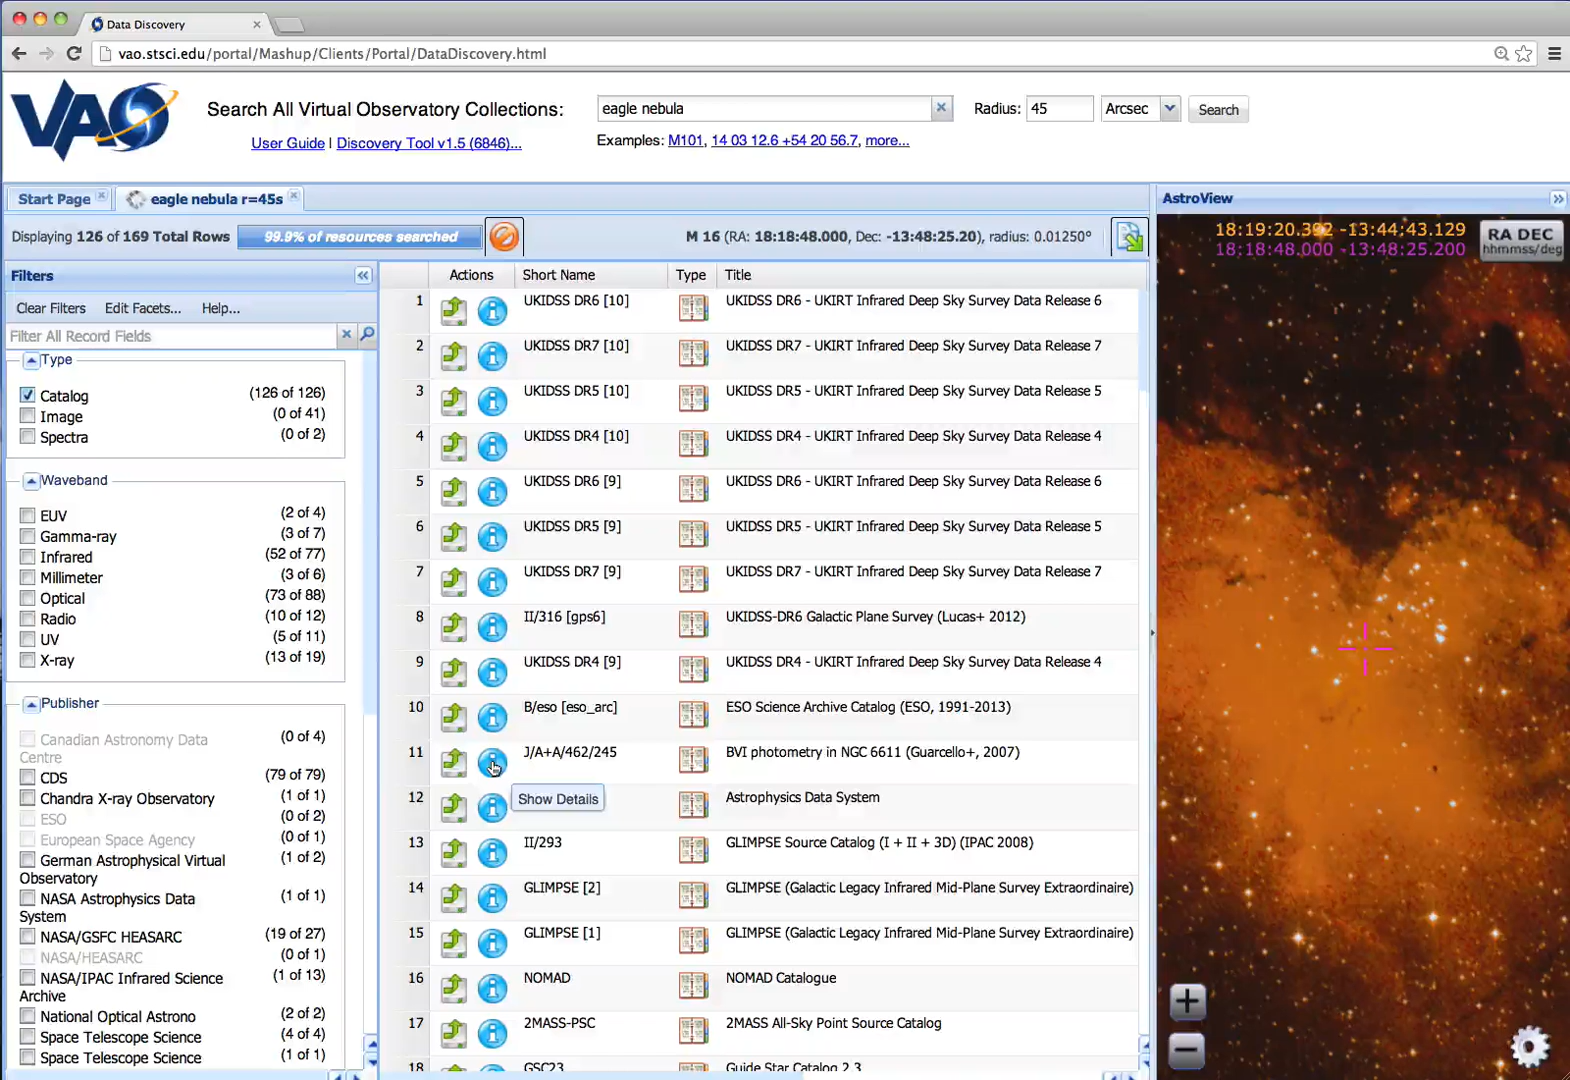 Data Discovery
vao.stsci.edu/portal/Mashup/Clients/Portal/DataDiscovery.html
VAO
Search All Virtual Observatory Collections:
eagle nebula
Radius:
45
Arcsec
Search
User Guide | Discovery Tool v1.5 (6846)...
Examples: M101, 14 03 12.6 +54 20 56.7, more...
Start Page
eagle nebula r=45s
AstroView
Displaying 126 of 169 Total Rows
99.9% of resources searched
M 16 (RA: 18:18:48.000, Dec: -13:48:25.20), radius: 0.01250°
18:19:20.392 -13:44:43.129
18:18:48.000 -13:48:25.200
RA DEC
hhmmss/deg
Filters
Clear Filters
Edit Facets...
Help...
Filter All Record Fields
Type
Catalog (126 of 126)
Image (0 of 41)
Spectra (0 of 2)
Waveband
EUV (2 of 4)
Gamma-ray (3 of 7)
Infrared (52 of 77)
Millimeter (3 of 6)
Optical (73 of 88)
Radio (10 of 12)
UV (5 of 11)
X-ray (13 of 19)
Publisher
Canadian Astronomy Data (0 of 4)
Centre
CDS (79 of 79)
Chandra X-ray Observatory (1 of 1)
ESO (0 of 2)
European Space Agency (0 of 1)
German Astrophysical Virtual (1 of 2)
Observatory
NASA Astrophysics Data (1 of 1)
System
NASA/GSFC HEASARC (19 of 27)
NASA/HEASARC (0 of 1)
NASA/IPAC Infrared Science (1 of 13)
Archive
National Optical Astrono (2 of 2)
Space Telescope Science (4 of 4)
Space Telescope Science (1 of 1)
Actions Short Name Type Title
1 UKIDSS DR6 [10] UKIDSS DR6 - UKIRT Infrared Deep Sky Survey Data Release 6
2 UKIDSS DR7 [10] UKIDSS DR7 - UKIRT Infrared Deep Sky Survey Data Release 7
3 UKIDSS DR5 [10] UKIDSS DR5 - UKIRT Infrared Deep Sky Survey Data Release 5
4 UKIDSS DR4 [10] UKIDSS DR4 - UKIRT Infrared Deep Sky Survey Data Release 4
5 UKIDSS DR6 [9] UKIDSS DR6 - UKIRT Infrared Deep Sky Survey Data Release 6
6 UKIDSS DR5 [9] UKIDSS DR5 - UKIRT Infrared Deep Sky Survey Data Release 5
7 UKIDSS DR7 [9] UKIDSS DR7 - UKIRT Infrared Deep Sky Survey Data Release 7
8 II/316 [gps6] UKIDSS-DR6 Galactic Plane Survey (Lucas+ 2012)
9 UKIDSS DR4 [9] UKIDSS DR4 - UKIRT Infrared Deep Sky Survey Data Release 4
10 B/eso [eso_arc] ESO Science Archive Catalog (ESO, 1991-2013)
11 J/A+A/462/245 BVI photometry in NGC 6611 (Guarcello+, 2007)
12 Astrophysics Data System
Show Details
13 II/293 GLIMPSE Source Catalog (I + II + 3D) (IPAC 2008)
14 GLIMPSE [2] GLIMPSE (Galactic Legacy Infrared Mid-Plane Survey Extraordinaire)
15 GLIMPSE [1] GLIMPSE (Galactic Legacy Infrared Mid-Plane Survey Extraordinaire)
16 NOMAD NOMAD Catalogue
17 2MASS-PSC 2MASS All-Sky Point Source Catalog
18 GSC23 Guide Star Catalog 2.3